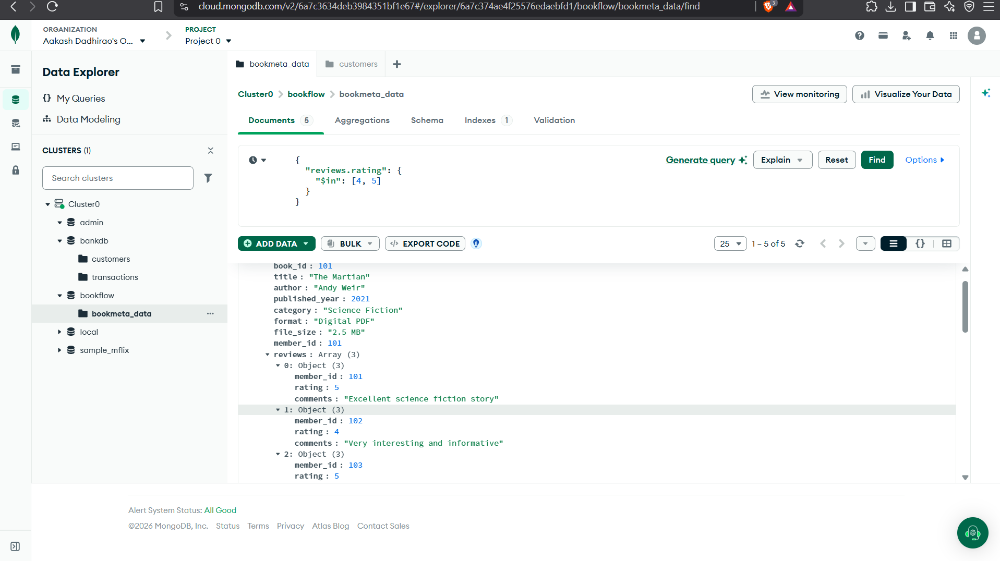 cloud.mongodb.com/v2/6a7c3634deb3984351bf1e67#/explorer/6a7c374ae4f25576edaebfd1/bookflow/bookmeta_data/find
3
ORGANIZATION
Aakash Dadhirao's O...
PROJECT
Project 0
Data Explorer
My Queries
Data Modeling
CLUSTERS (1)
Search clusters
Cluster0
admin
bankdb
customers
transactions
bookflow
bookmeta_data
local
sample_mflix
bookmeta_data
customers
Cluster0 > bookflow > bookmeta_data
View monitoring
Visualize Your Data
Documents 5
Aggregations
Schema
Indexes 1
Validation
{
"reviews.rating": {
"$in": [4, 5]
}
}
Generate query
Explain
Reset
Find
Options
ADD DATA
BULK
EXPORT CODE
25
1 – 5 of 5
book_id : 101
title : "The Martian"
author : "Andy Weir"
published_year : 2021
category : "Science Fiction"
format : "Digital PDF"
file_size : "2.5 MB"
member_id : 101
reviews : Array (3)
0: Object (3)
member_id : 101
rating : 5
comments : "Excellent science fiction story"
1: Object (3)
member_id : 102
rating : 4
comments : "Very interesting and informative"
2: Object (3)
member_id : 103
rating : 5
Alert System Status: All Good
©2026 MongoDB, Inc. Status Terms Privacy Atlas Blog Contact Sales